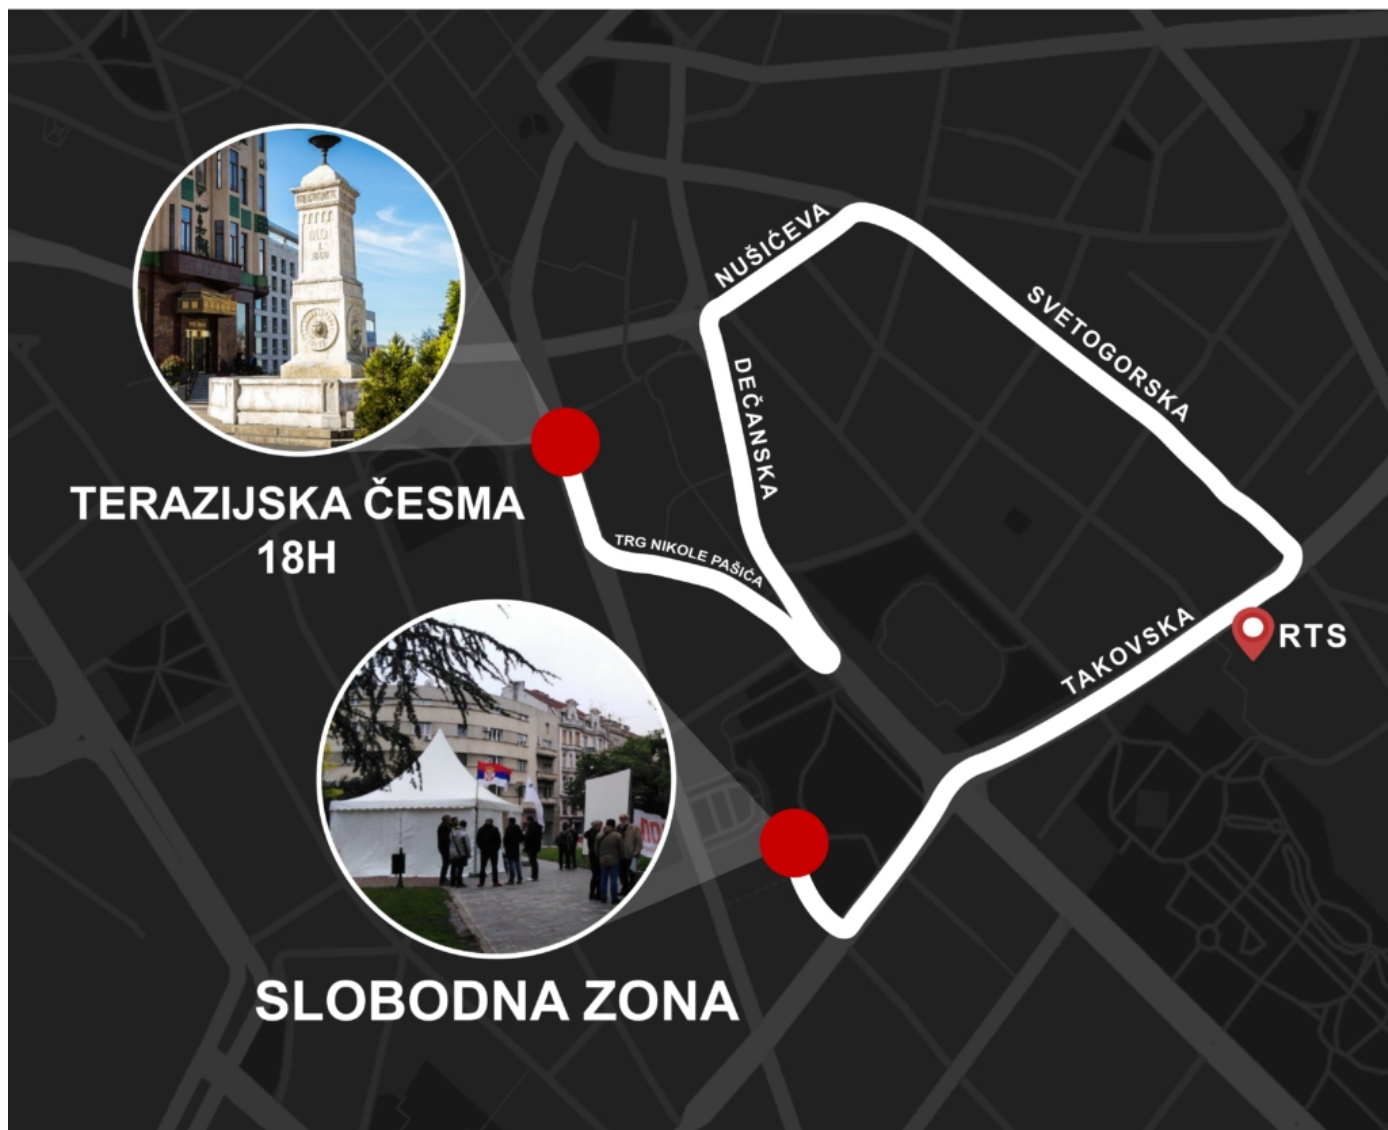 NUŠIĆEVA
SVETOGORSKA
DEČANSKA
TERAZIJSKA ČESMA
18H
TRG NIKOLE PAŠIĆA
TAKOVSKA
RTS
SLOBODNA ZONA